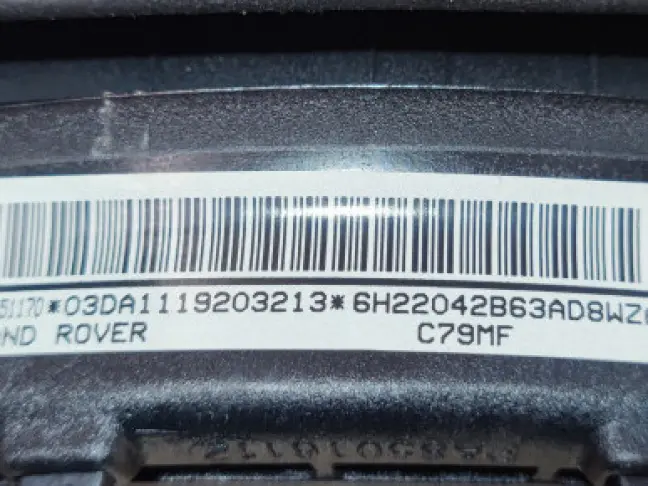 51170*03DA1119203213*6H22042B63AD8WZ
ND ROVER C79MF